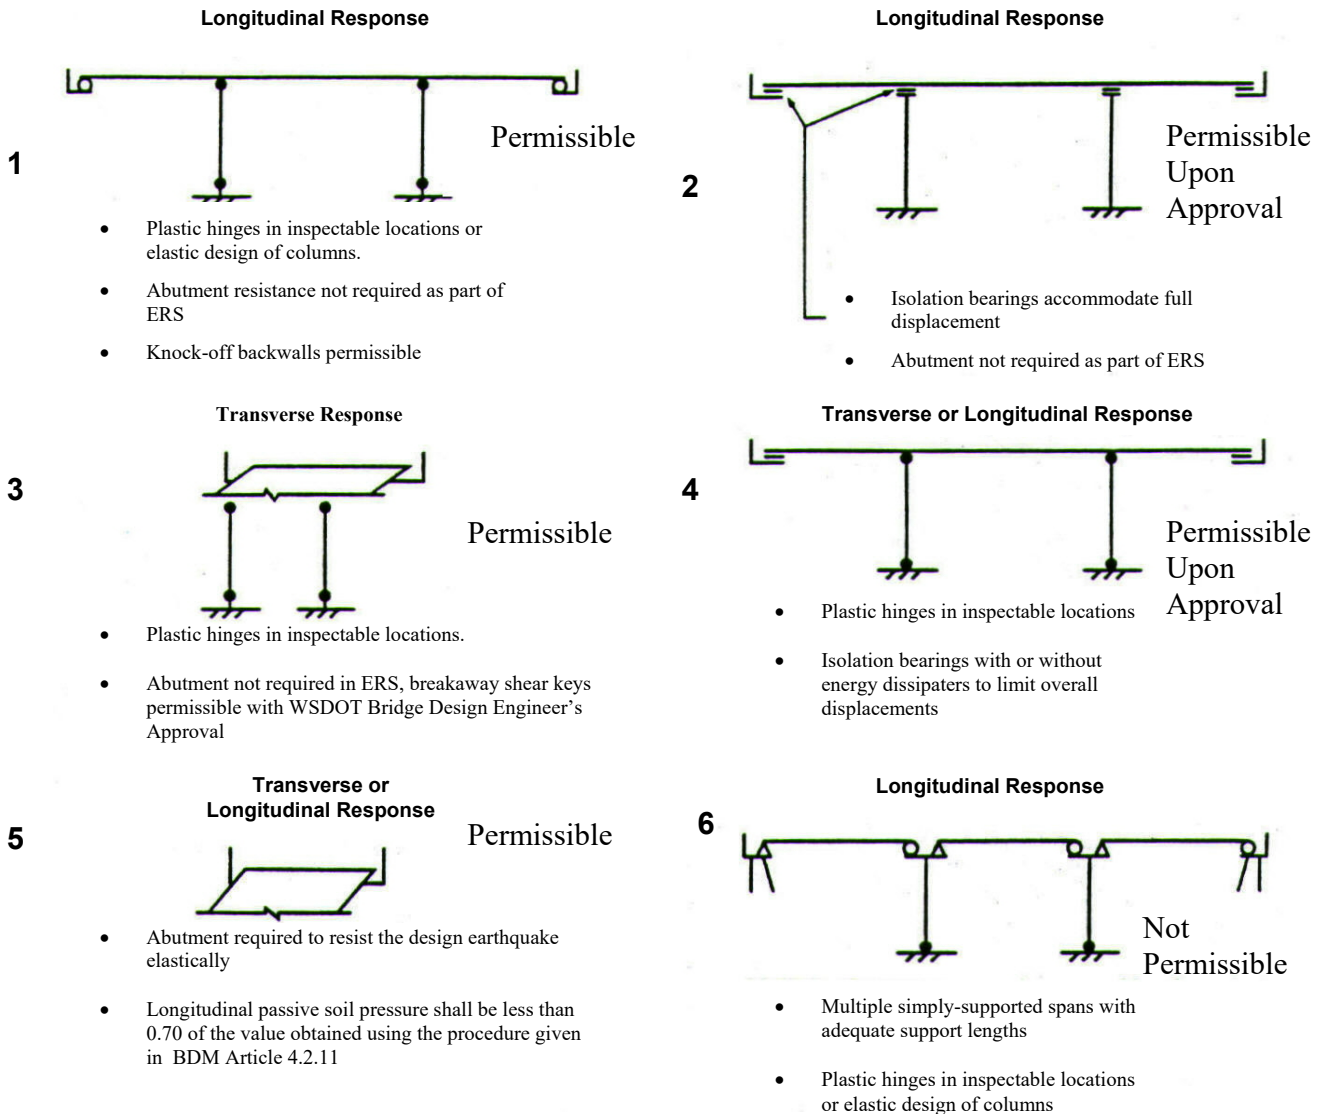 Longitudinal Response
1
Permissible
• Plastic hinges in inspectable locations or
elastic design of columns.
• Abutment resistance not required as part of
ERS
• Knock-off backwalls permissible
Longitudinal Response
2
Permissible
Upon
Approval
• Isolation bearings accommodate full
displacement
• Abutment not required as part of ERS
Transverse Response
3
Permissible
• Plastic hinges in inspectable locations.
• Abutment not required in ERS, breakaway shear keys
permissible with WSDOT Bridge Design Engineer’s
Approval
Transverse or Longitudinal Response
4
Permissible
Upon
Approval
• Plastic hinges in inspectable locations
• Isolation bearings with or without
energy dissipaters to limit overall
displacements
Transverse or
Longitudinal Response
5
Permissible
• Abutment required to resist the design earthquake
elastically
• Longitudinal passive soil pressure shall be less than
0.70 of the value obtained using the procedure given
in BDM Article 4.2.11
Longitudinal Response
6
Not
Permissible
• Multiple simply-supported spans with
adequate support lengths
• Plastic hinges in inspectable locations
or elastic design of columns